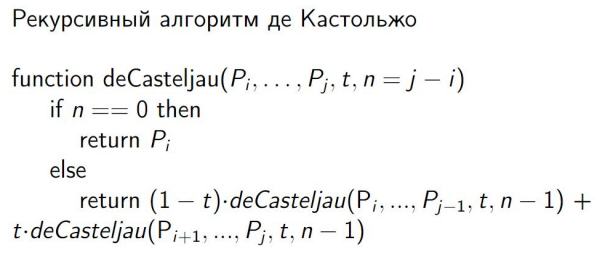 Рекурсивный алгоритм де Кастольжо
function deCasteljau(P_i, . . . , P_j, t, n = j − i)
if n == 0 then
return P_i
else
return (1 − t)·deCasteljau(P_i, ..., P_{j−1}, t, n − 1) +
t·deCasteljau(P_{i+1}, ..., P_j, t, n − 1)